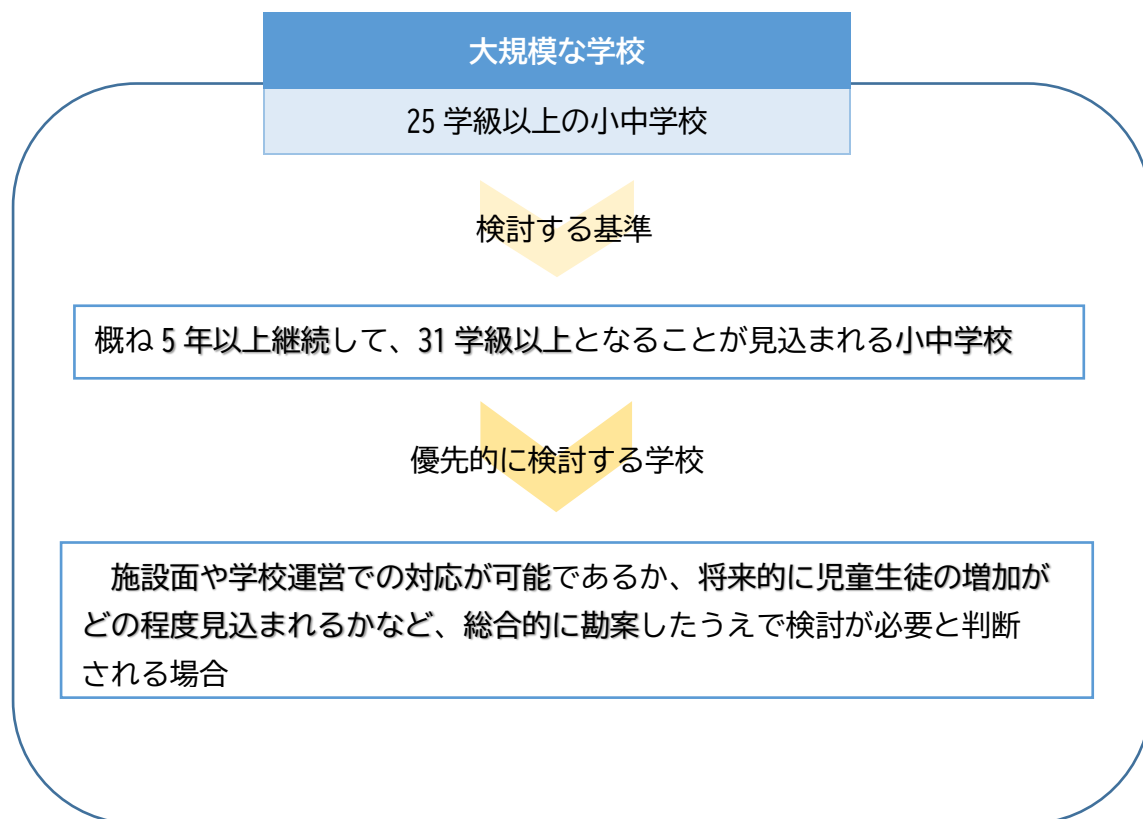 大規模な学校
25 学級以上の小中学校
検討する基準
概ね 5 年以上継続して、31 学級以上となることが見込まれる小中学校
優先的に検討する学校
施設面や学校運営での対応が可能であるか、将来的に児童生徒の増加が
どの程度見込まれるかなど、総合的に勘案したうえで検討が必要と判断
される場合